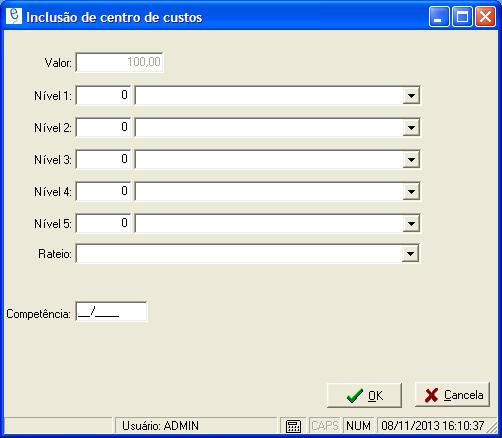 Inclusão de centro de custos
Valor: 100,00
Nível 1: 0
Nível 2: 0
Nível 3: 0
Nível 4: 0
Nível 5: 0
Rateio:
Competência: __/____
OK Cancela
Usuário: ADMIN CAPS NUM 08/11/2013 16:10:37